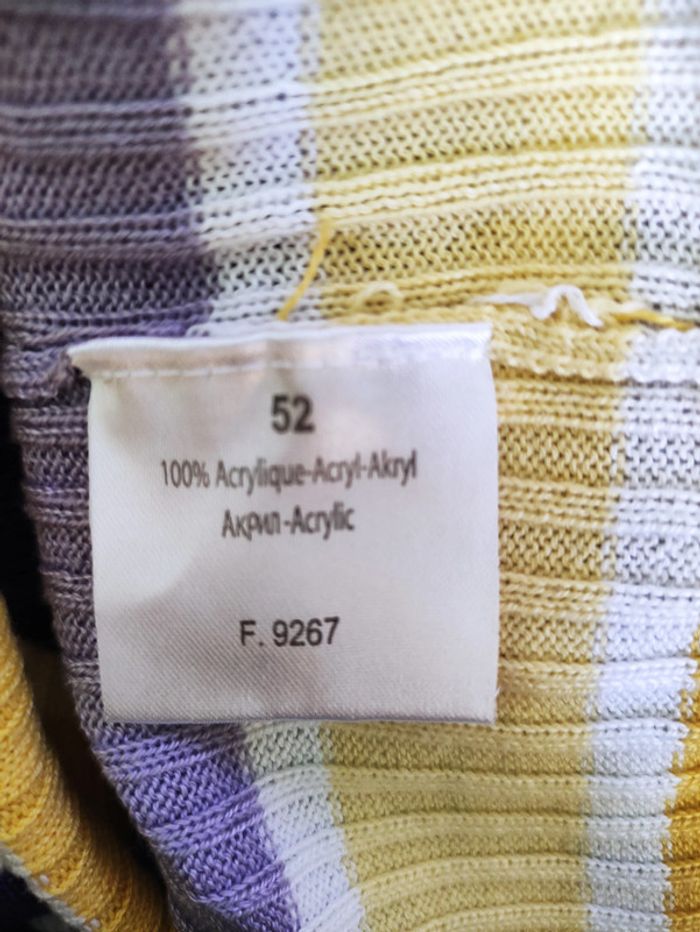 52
100% Acrylique-Acryl-Akryl
Акрил-Acrylic
F. 9267